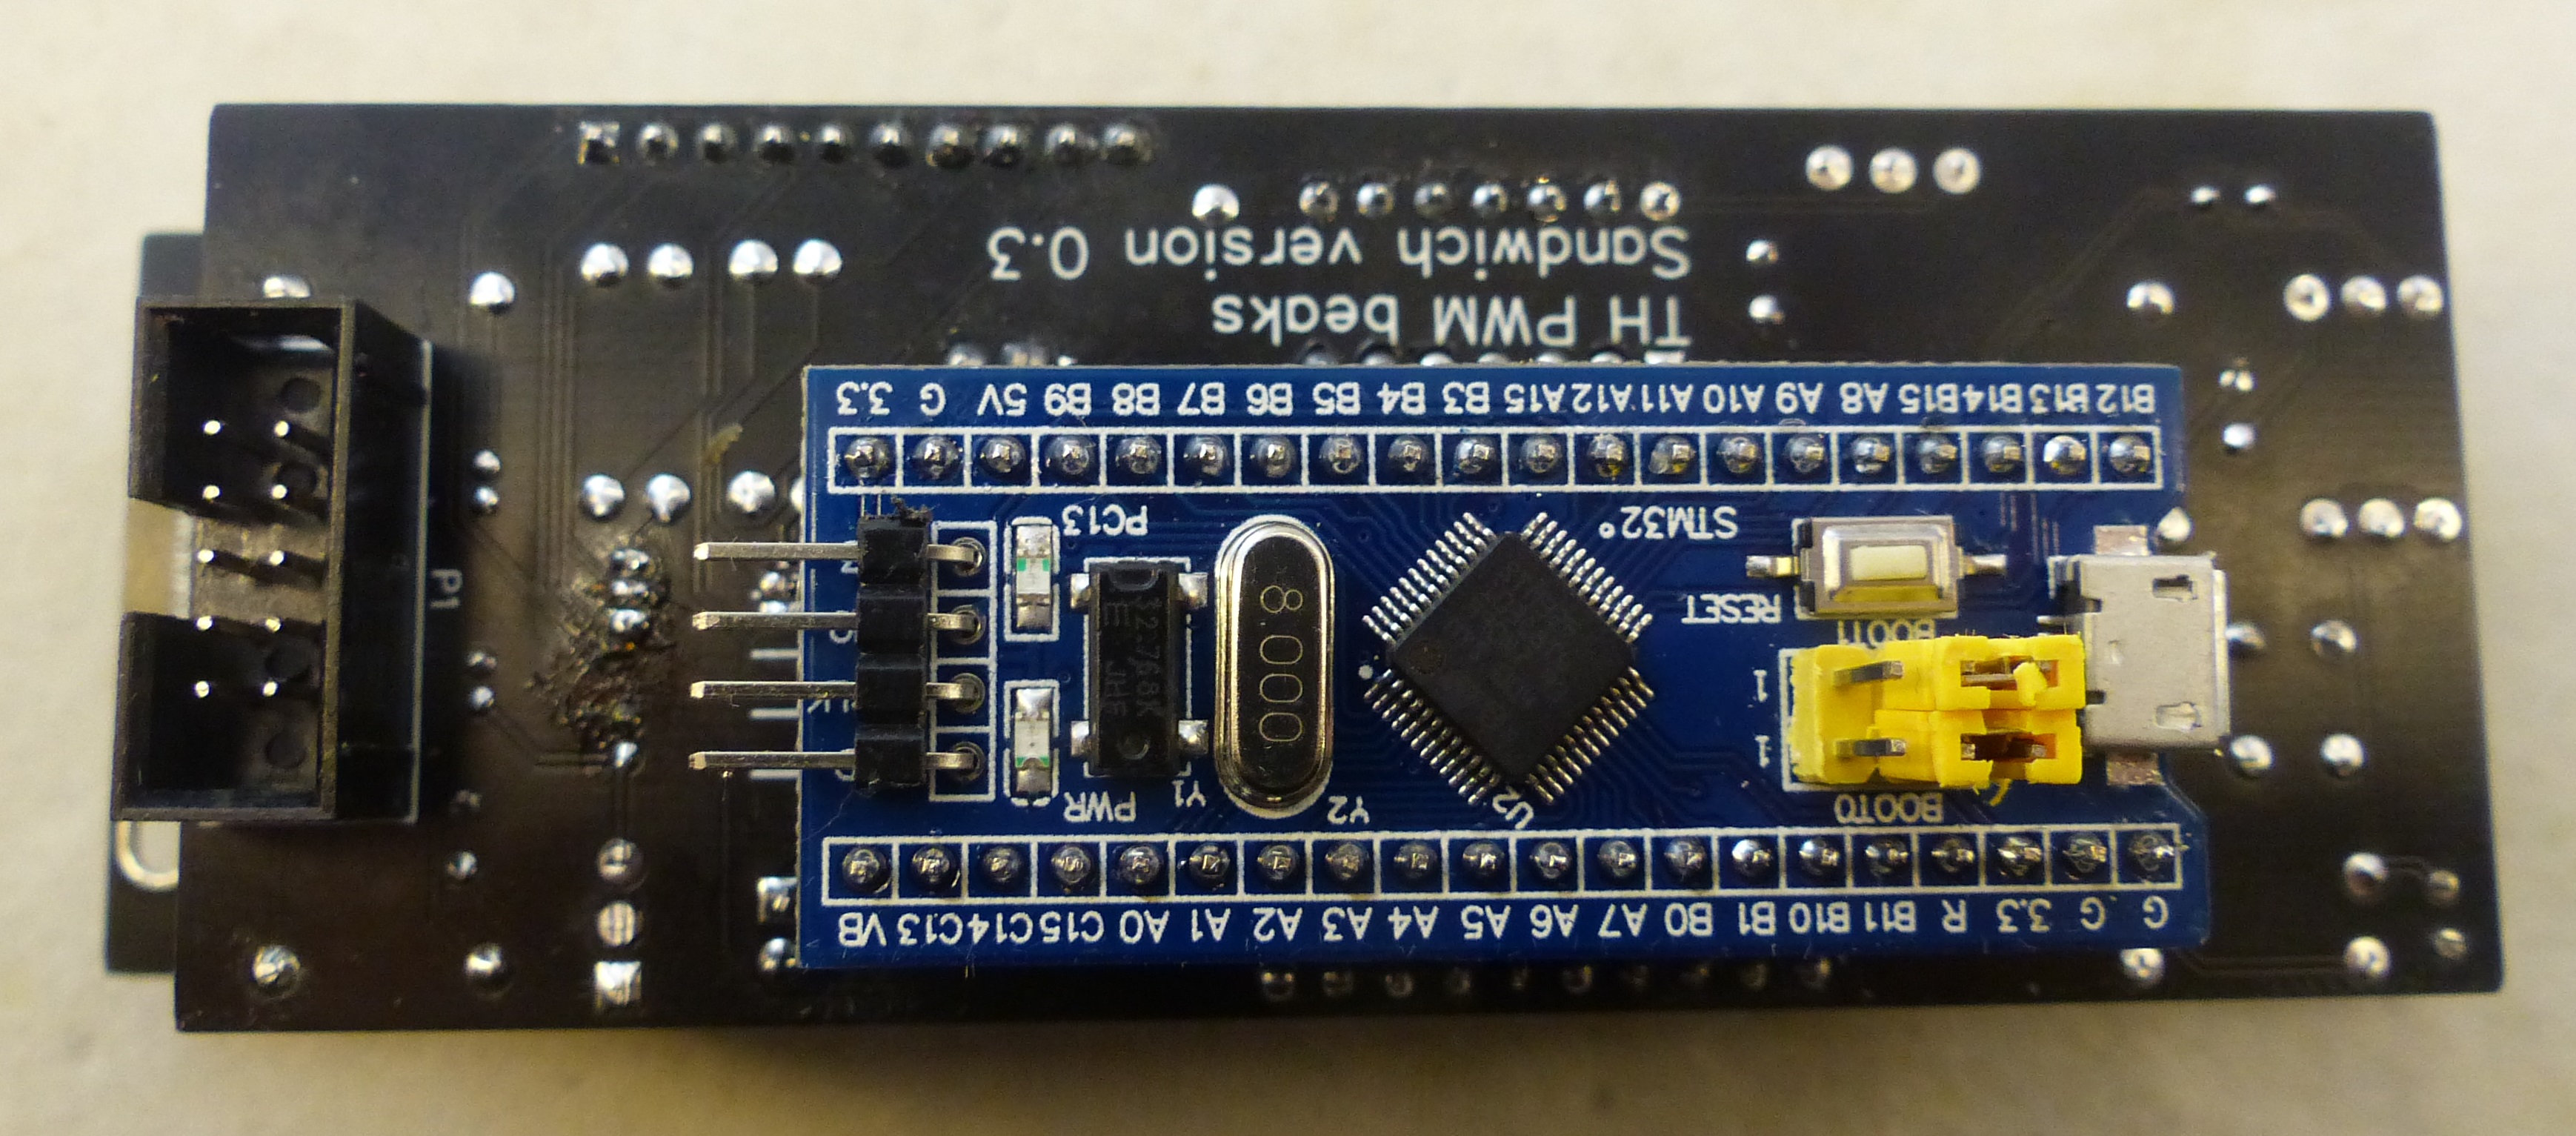 TH PWM beaks
Sandwich version 0.3
P1
G
G
3.3
R
B11
B10
B1
B0
A7
A6
A5
A4
A3
A2
A1
A0
C15
C14
C13
VB
BOOT0
1
1
BOOT1
RESET
STM32°
U2
Y2
8.000
Y1
32.768K
JHE
PWR
PC13
B12
B13
B14
B15
A8
A9
A10
A11
A12
A15
B3
B4
B5
B6
B7
B8
B9
5V
G
3.3